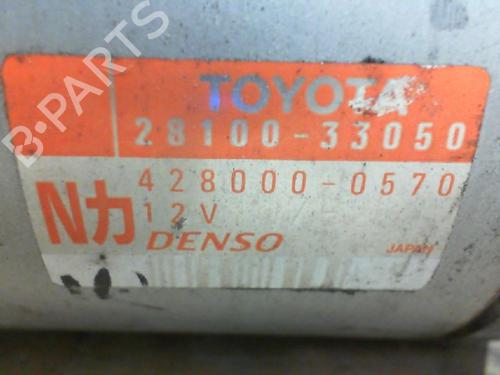 B-PARTS
TOYOTA
28100-33050
Nカ
428000-0570
12V
DENSO
JAPAN